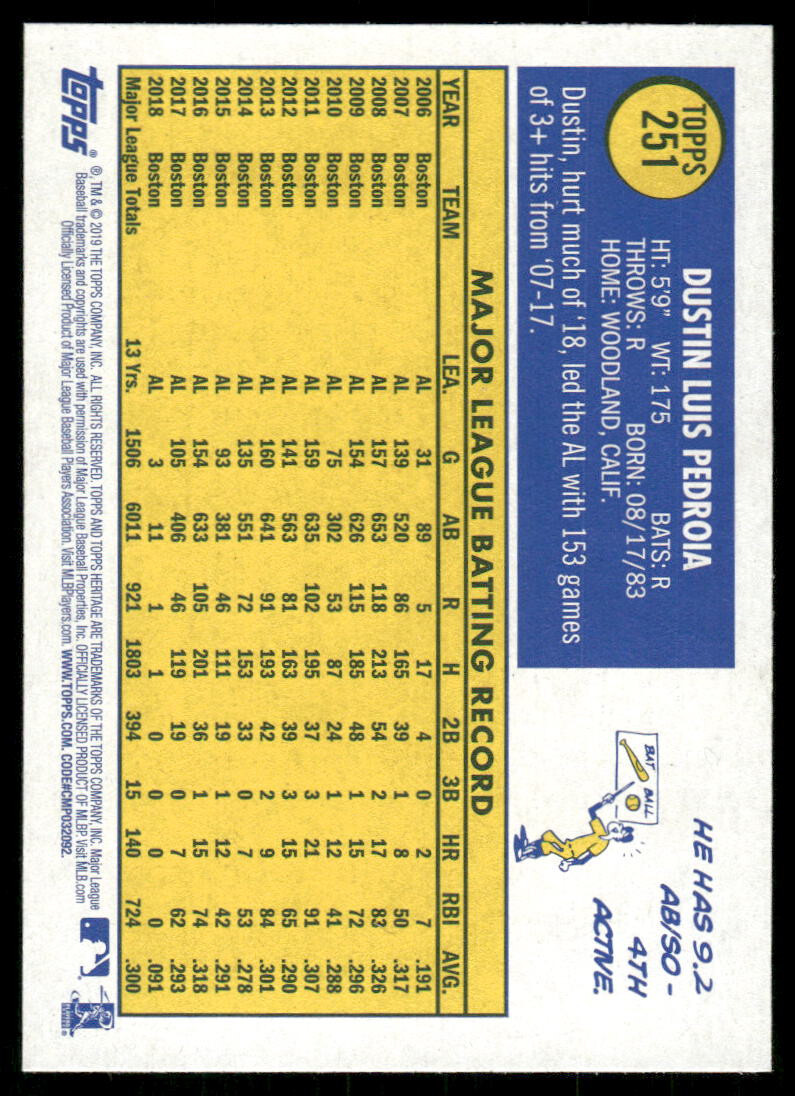 TOPPS
251
DUSTIN LUIS PEDROIA
HT: 5'9" WT: 175 BATS: R
THROWS: R BORN: 08/17/83
HOME: WOODLAND, CALIF.
Dustin, hurt much of '18, led the AL with 153 games
of 3+ hits from '07-17.
BAT
BALL
HE HAS 9.2
AB/SO-
4TH
ACTIVE.
MAJOR LEAGUE BATTING RECORD
YEAR TEAM LEA. G AB R H 2B 3B HR RBI AVG.
2006 Boston AL 31 89 5 17 4 0 2 7 .191
2007 Boston AL 139 520 86 165 39 1 8 50 .317
2008 Boston AL 157 653 118 213 54 2 17 83 .326
2009 Boston AL 154 626 115 185 48 1 15 72 .296
2010 Boston AL 75 302 53 87 24 1 12 41 .288
2011 Boston AL 159 635 102 195 37 3 21 91 .307
2012 Boston AL 141 563 81 163 39 3 15 65 .290
2013 Boston AL 160 641 91 193 42 2 9 84 .301
2014 Boston AL 135 551 72 153 33 0 7 53 .278
2015 Boston AL 93 381 46 111 19 1 12 42 .291
2016 Boston AL 154 633 105 201 36 1 15 74 .318
2017 Boston AL 105 406 46 119 19 0 7 62 .293
2018 Boston AL 3 11 1 1 0 0 0 0 .091
Major League Totals 13 Yrs. 1506 6011 921 1803 394 15 140 724 .300
topps®
®, TM & © 2019 THE TOPPS COMPANY, INC. ALL RIGHTS RESERVED. TOPPS AND TOPPS HERITAGE ARE TRADEMARKS OF THE TOPPS COMPANY, INC. Major League
Baseball trademarks and copyrights are used with permission of Major League Baseball Properties, Inc. OFFICIALLY LICENSED PRODUCT OF MLBP. Visit MLB.com
Officially Licensed Product of Major League Baseball Players Association. Visit MLBPlayers.com. WWW.TOPPS.COM. CODE#CMP032092.